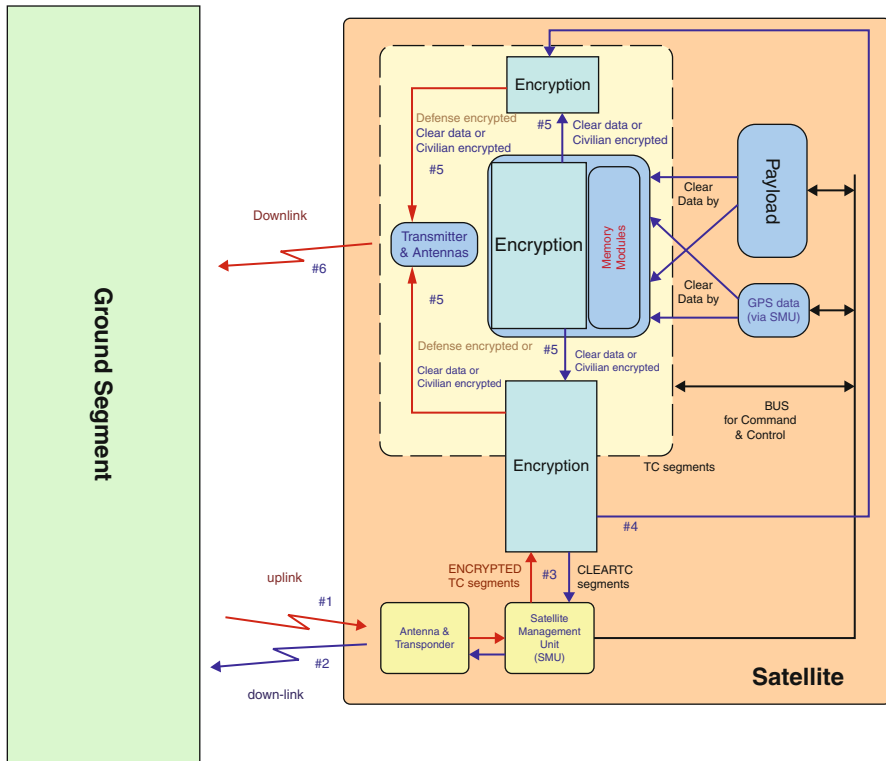 Encryption
Defense encrypted
Clear data or
Civilian encrypted
#5
Clear data or
Civilian encrypted
#5
Payload
Clear
Data by
Downlink
#6
Transmitter
& Antennas
Encryption
Memory
Modules
Ground Segment
#5
Clear
Data by
GPS data
(via SMU)
Defense encrypted or
#5
Clear data or
Civilian encrypted
Clear data or
Civilian encrypted
BUS
for Command
& Control
Encryption
TC segments
#4
ENCRYPTED
TC segments
#3
CLEARTC
segments
uplink
#1
Antenna &
Transponder
Satellite
Management
Unit
(SMU)
#2
down-link
Satellite